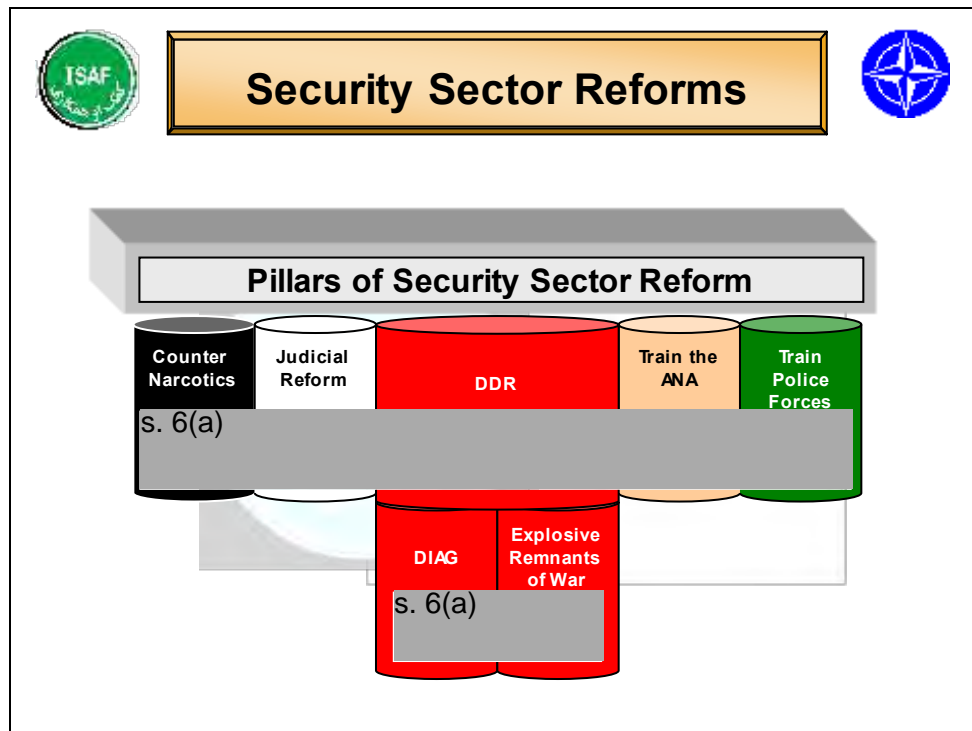 ISAF
Security Sector Reforms
Pillars of Security Sector Reform
Counter
Narcotics
Judicial
Reform
DDR
Train the
ANA
Train
Police
Forces
s. 6(a)
DIAG
Explosive
Remnants
of War
s. 6(a)